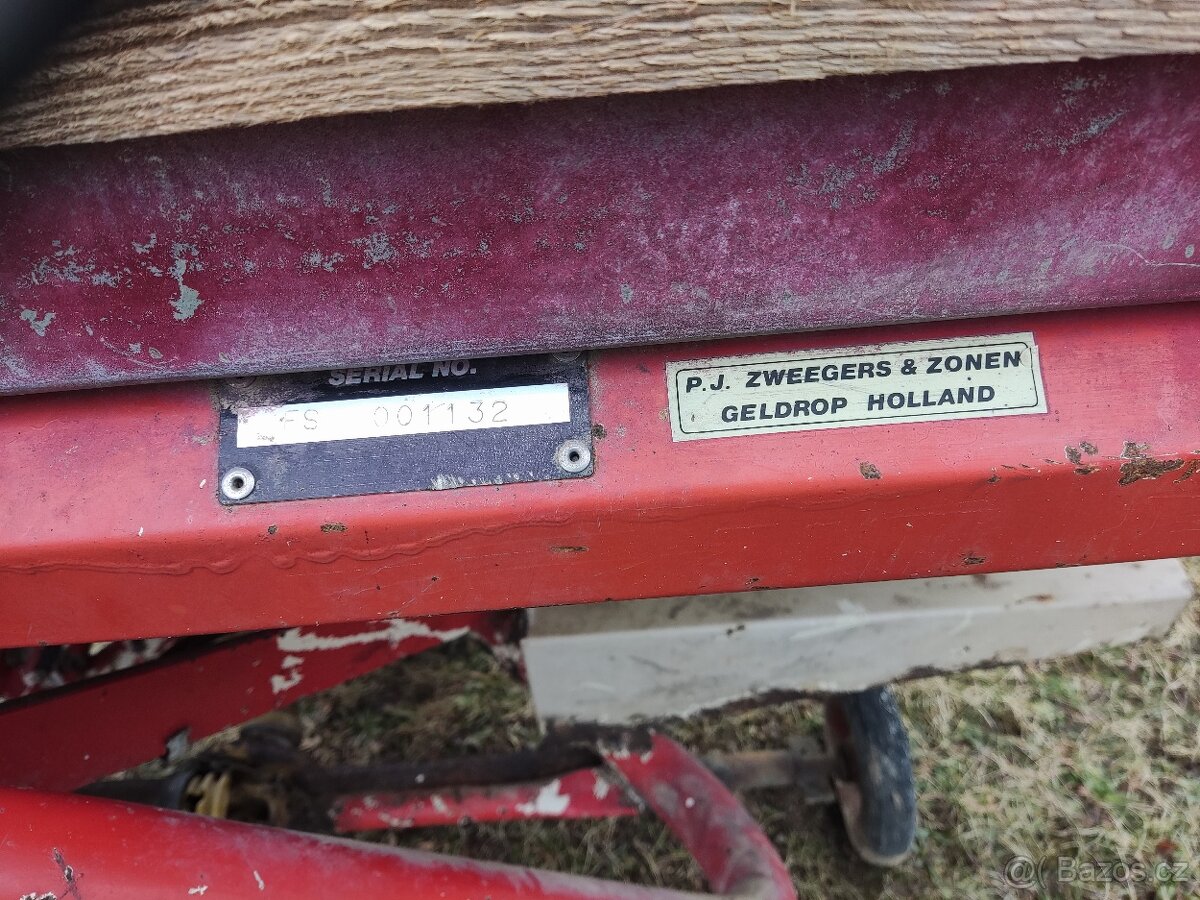 SERIAL NO.
FS 001132
P.J. ZWEEGERS & ZONEN
GELDROP HOLLAND
Bazos.cz